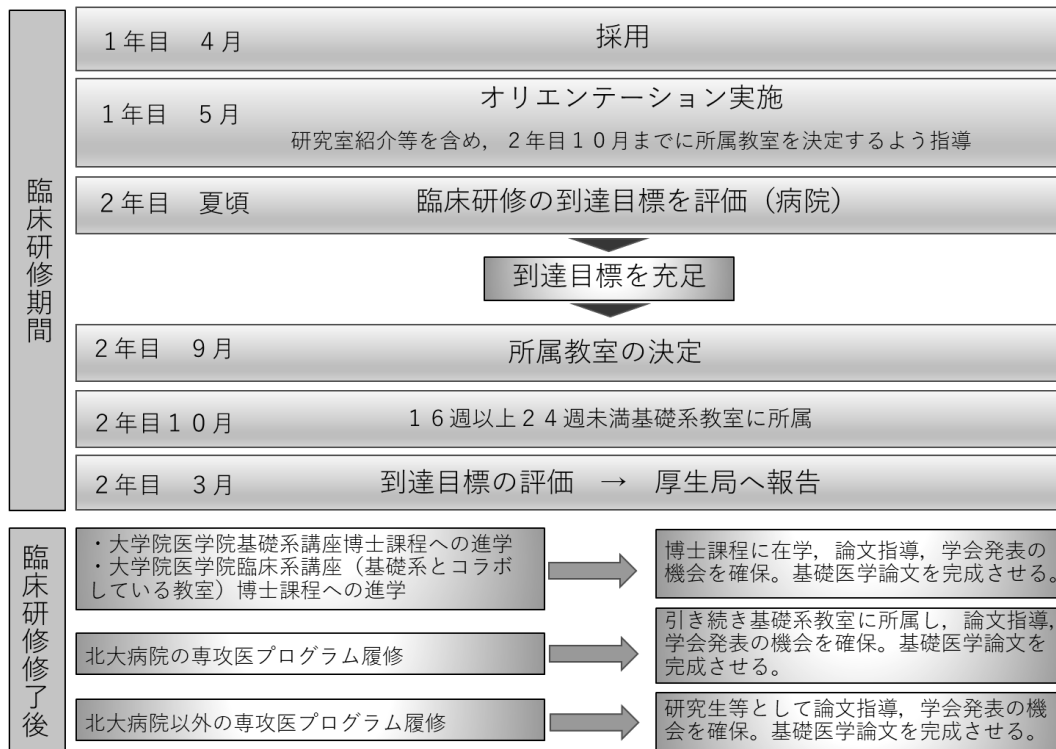 臨床研修期間
1年目 4月 採用
1年目 5月 オリエンテーション実施
研究室紹介等を含め，2年目10月までに所属教室を決定するよう指導
2年目 夏頃 臨床研修の到達目標を評価（病院）
到達目標を充足
2年目 9月 所属教室の決定
2年目10月 16週以上24週未満基礎系教室に所属
2年目 3月 到達目標の評価 → 厚生局へ報告
臨床研修修了後
・大学院医学院基礎系講座博士課程への進学
・大学院医学院臨床系講座（基礎系とコラボ
している教室）博士課程への進学
博士課程に在学，論文指導，学会発表の
機会を確保。基礎医学論文を完成させる。
北大病院の専攻医プログラム履修
引き続き基礎系教室に所属し，論文指導，
学会発表の機会を確保。基礎医学論文を
完成させる。
北大病院以外の専攻医プログラム履修
研究生等として論文指導，学会発表の機
会を確保。基礎医学論文を完成させる。